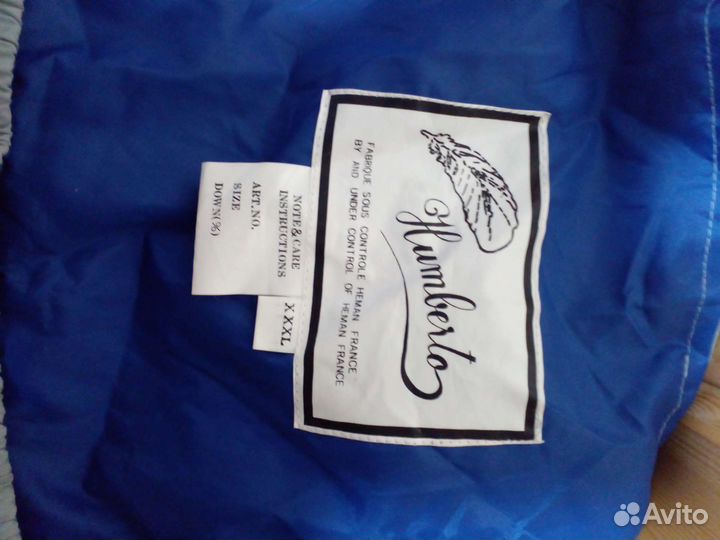 Humberto
FABRIQUE SOUS CONTROLE HEMAN FRANCE
BY AND UNDER CONTROL OF HEMAN FRANCE
NOTE&CARE
INSTRUCTIONS
ART.NO.
SIZE
DOWN(%)
XXXL
Avito